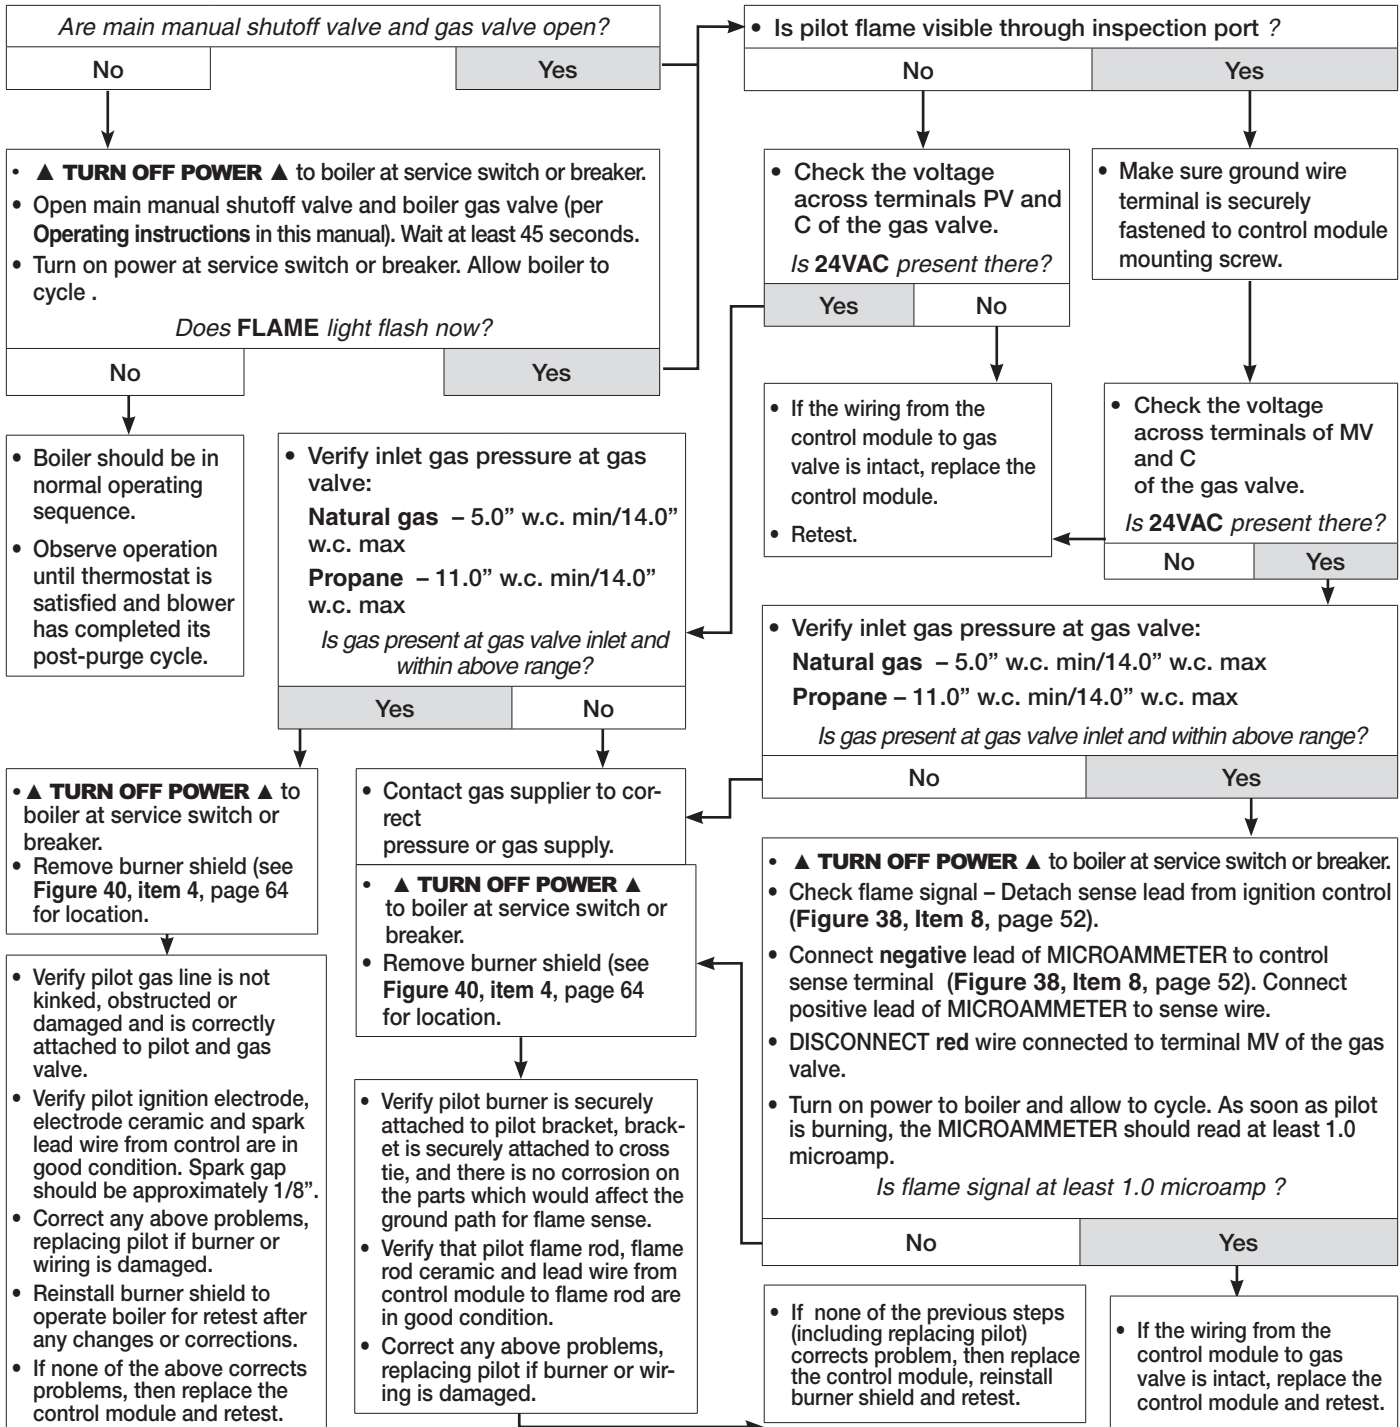 Are main manual shutoff valve and gas valve open?
No
Yes
• ▲ TURN OFF POWER ▲ to boiler at service switch or breaker.
• Open main manual shutoff valve and boiler gas valve (per
Operating instructions in this manual). Wait at least 45 seconds.
• Turn on power at service switch or breaker. Allow boiler to
cycle .
Does FLAME light flash now?
No
Yes
• Boiler should be in
normal operating
sequence.
• Observe operation
until thermostat is
satisfied and blower
has completed its
post-purge cycle.
• Is pilot flame visible through inspection port ?
No
Yes
• Check the voltage
across terminals PV and
C of the gas valve.
Is 24VAC present there?
Yes
No
• Make sure ground wire
terminal is securely
fastened to control module
mounting screw.
• If the wiring from the
control module to gas
valve is intact, replace the
control module.
• Retest.
• Check the voltage
across terminals of MV
and C
of the gas valve.
Is 24VAC present there?
No
Yes
• Verify inlet gas pressure at gas
valve:
Natural gas – 5.0” w.c. min/14.0”
w.c. max
Propane – 11.0” w.c. min/14.0”
w.c. max
Is gas present at gas valve inlet and
within above range?
Yes
No
• Verify inlet gas pressure at gas valve:
Natural gas – 5.0” w.c. min/14.0” w.c. max
Propane – 11.0” w.c. min/14.0” w.c. max
Is gas present at gas valve inlet and within above range?
No
Yes
• ▲ TURN OFF POWER ▲ to
boiler at service switch or
breaker.
• Remove burner shield (see
Figure 40, item 4, page 64
for location.
• Verify pilot gas line is not
kinked, obstructed or
damaged and is correctly
attached to pilot and gas
valve.
• Verify pilot ignition electrode,
electrode ceramic and spark
lead wire from control are in
good condition. Spark gap
should be approximately 1/8”.
• Correct any above problems,
replacing pilot if burner or
wiring is damaged.
• Reinstall burner shield to
operate boiler for retest after
any changes or corrections.
• If none of the above corrects
problems, then replace the
control module and retest.
• Contact gas supplier to cor-
rect
pressure or gas supply.
• ▲ TURN OFF POWER ▲
to boiler at service switch or
breaker.
• Remove burner shield (see
Figure 40, item 4, page 64
for location.
• Verify pilot burner is securely
attached to pilot bracket, brack-
et is securely attached to cross
tie, and there is no corrosion on
the parts which would affect the
ground path for flame sense.
• Verify that pilot flame rod, flame
rod ceramic and lead wire from
control module to flame rod are
in good condition.
• Correct any above problems,
replacing pilot if burner or wir-
ing is damaged.
• ▲ TURN OFF POWER ▲ to boiler at service switch or breaker.
• Check flame signal – Detach sense lead from ignition control
(Figure 38, Item 8, page 52).
• Connect negative lead of MICROAMMETER to control
sense terminal (Figure 38, Item 8, page 52). Connect
positive lead of MICROAMMETER to sense wire.
• DISCONNECT red wire connected to terminal MV of the gas
valve.
• Turn on power to boiler and allow to cycle. As soon as pilot
is burning, the MICROAMMETER should read at least 1.0
microamp.
Is flame signal at least 1.0 microamp ?
No
Yes
• If none of the previous steps
(including replacing pilot)
corrects problem, then replace
the control module, reinstall
burner shield and retest.
• If the wiring from the
control module to gas
valve is intact, replace the
control module and retest.